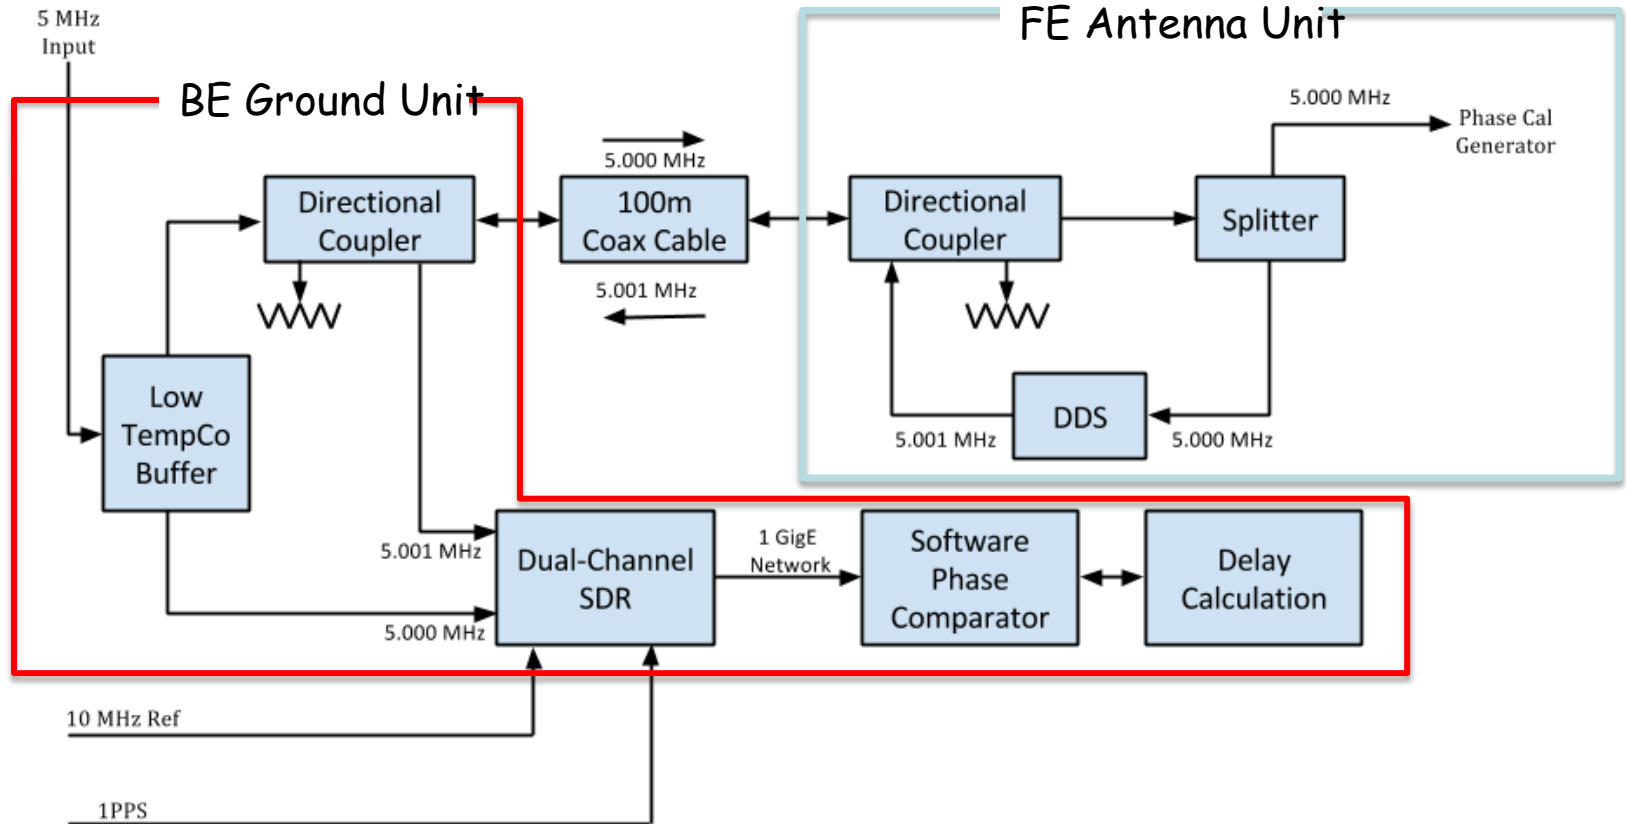 5 MHz
Input
FE Antenna Unit
BE Ground Unit
5.000 MHz
Phase Cal
Generator
5.000 MHz
Directional
Coupler
100m
Coax Cable
Directional
Coupler
Splitter
5.001 MHz
Low
TempCo
Buffer
DDS
5.001 MHz
5.000 MHz
5.001 MHz
Dual-Channel
SDR
1 GigE
Network
Software
Phase
Comparator
Delay
Calculation
5.000 MHz
10 MHz Ref
1PPS